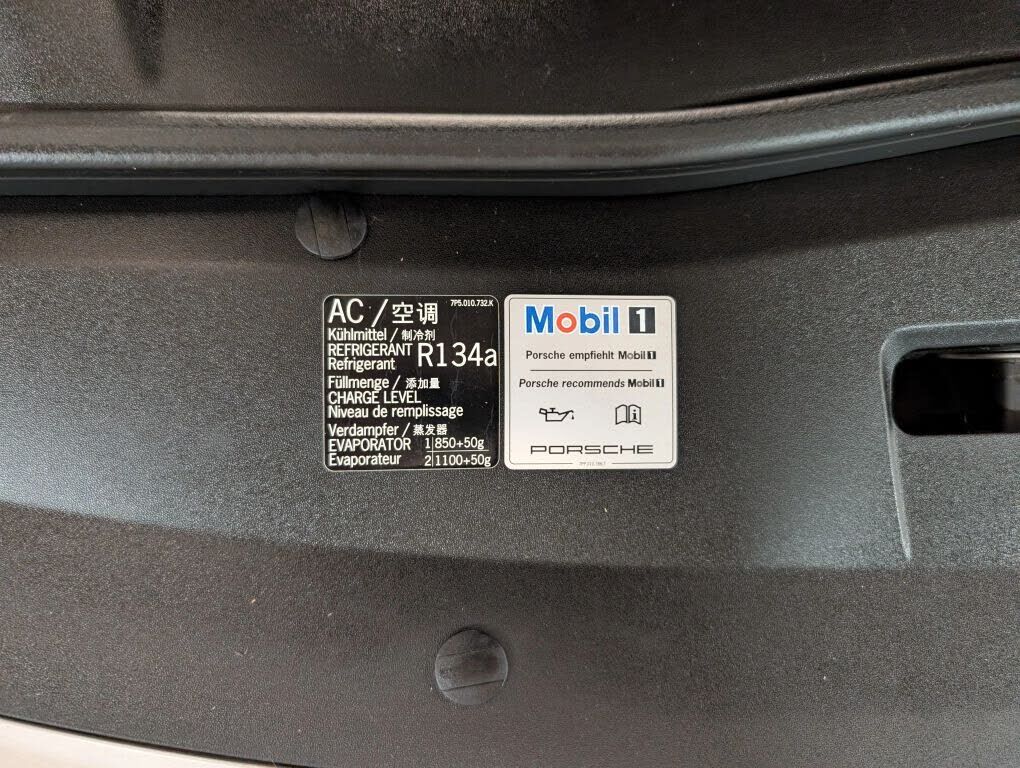 AC / 空调 7P5.010.732.K
Kühlmittel / 制冷剂
REFRIGERANT R134a
Refrigerant
Füllmenge / 添加量
CHARGE LEVEL
Niveau de remplissage
Verdampfer / 蒸发器
EVAPORATOR 1 850+50g
Evaporateur 2 1100+50g
Mobil 1
Porsche empfiehlt Mobil 1
Porsche recommends Mobil 1
PORSCHE